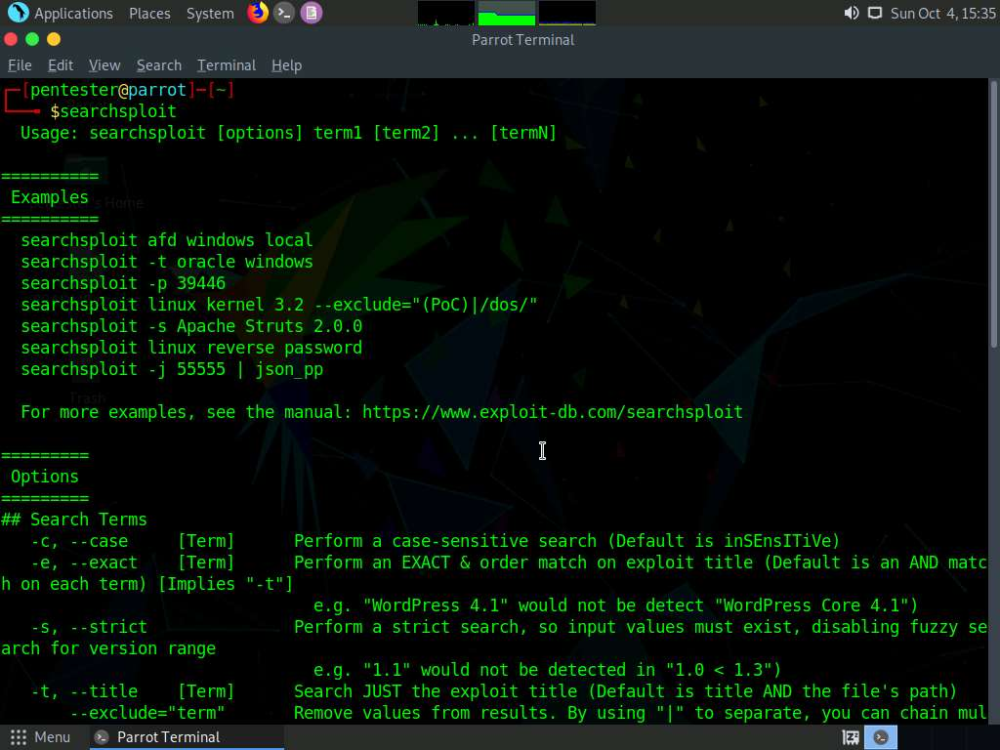 Applications Places System Sun Oct 4, 15:35
Parrot Terminal
File Edit View Search Terminal Help
┌─[pentester@parrot]─[~]
└──╼ $searchsploit
Usage: searchsploit [options] term1 [term2] ... [termN]
==========
Examples
==========
searchsploit afd windows local
searchsploit -t oracle windows
searchsploit -p 39446
searchsploit linux kernel 3.2 --exclude="(PoC)|/dos/"
searchsploit -s Apache Struts 2.0.0
searchsploit linux reverse password
searchsploit -j 55555 | json_pp
Trash
For more examples, see the manual: https://www.exploit-db.com/searchsploit
=========
Options
=========
## Search Terms
-c, --case [Term] Perform a case-sensitive search (Default is inSEnsITiVe)
-e, --exact [Term] Perform an EXACT & order match on exploit title (Default is an AND matc
h on each term) [Implies "-t"]
e.g. "WordPress 4.1" would not be detect "WordPress Core 4.1")
-s, --strict Perform a strict search, so input values must exist, disabling fuzzy se
arch for version range
e.g. "1.1" would not be detected in "1.0 < 1.3")
-t, --title [Term] Search JUST the exploit title (Default is title AND the file's path)
--exclude="term" Remove values from results. By using "|" to separate, you can chain mul
Menu Parrot Terminal